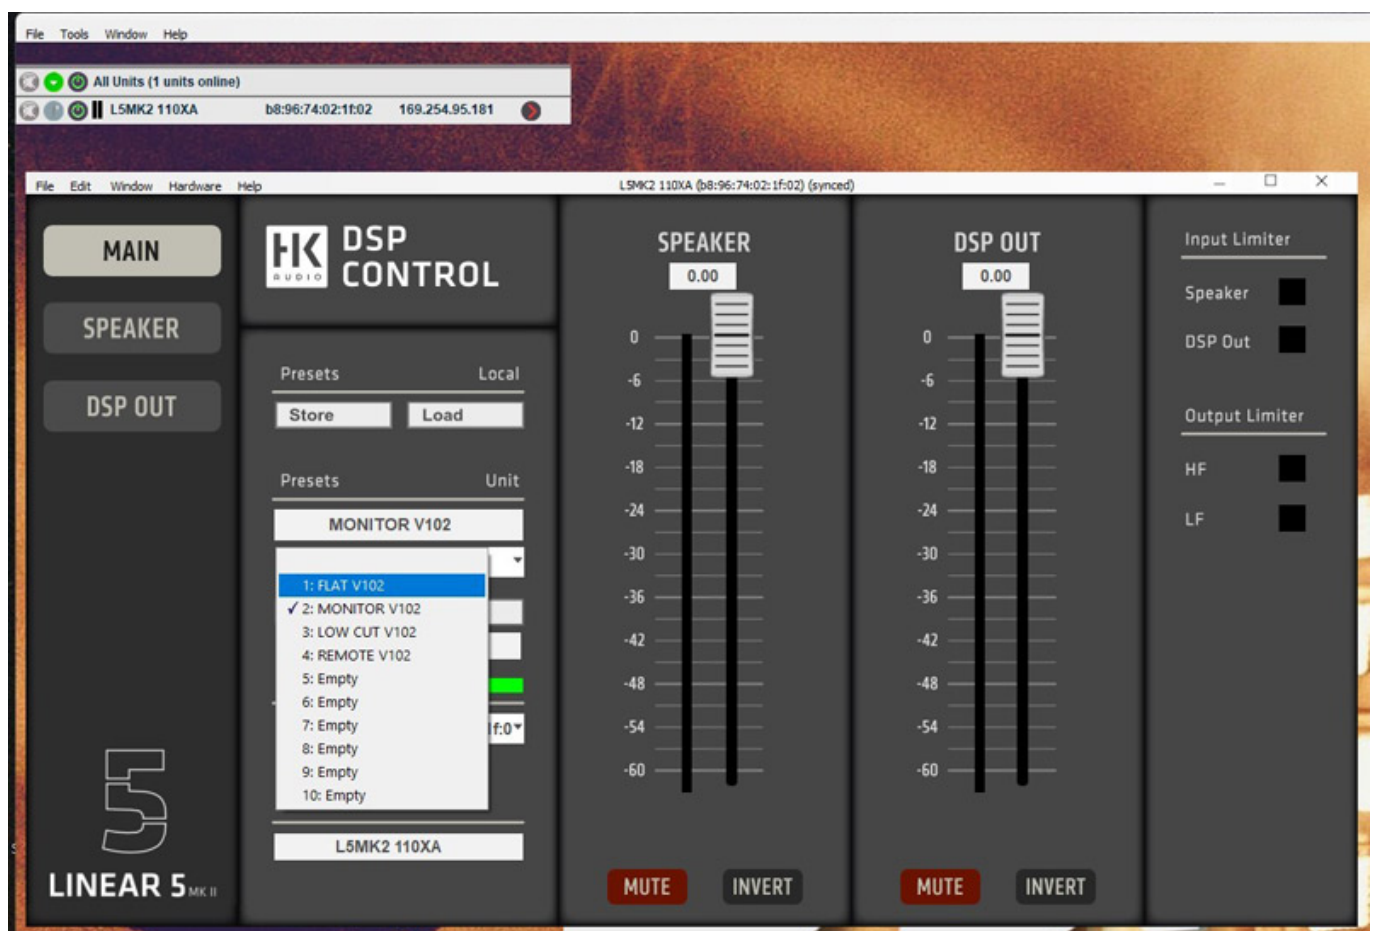 File Tools Window Help
All Units (1 units online)
L5MK2 110XA b8:96:74:02:1f:02 169.254.95.181
File Edit Window Hardware Help L5MK2 110XA (b8:96:74:02:1f:02) (synced)
MAIN
SPEAKER
DSP OUT
5
LINEAR 5 MK II
HK AUDIO
DSP CONTROL
Presets Local
Store Load
Presets Unit
MONITOR V102
1: FLAT V102
✓ 2: MONITOR V102
3: LOW CUT V102
4: REMOTE V102
5: Empty
6: Empty
7: Empty
8: Empty
9: Empty
10: Empty
1f:0
L5MK2 110XA
SPEAKER
0.00
0
-6
-12
-18
-24
-30
-36
-42
-48
-54
-60
MUTE INVERT
DSP OUT
0.00
0
-6
-12
-18
-24
-30
-36
-42
-48
-54
-60
MUTE INVERT
Input Limiter
Speaker
DSP Out
Output Limiter
HF
LF